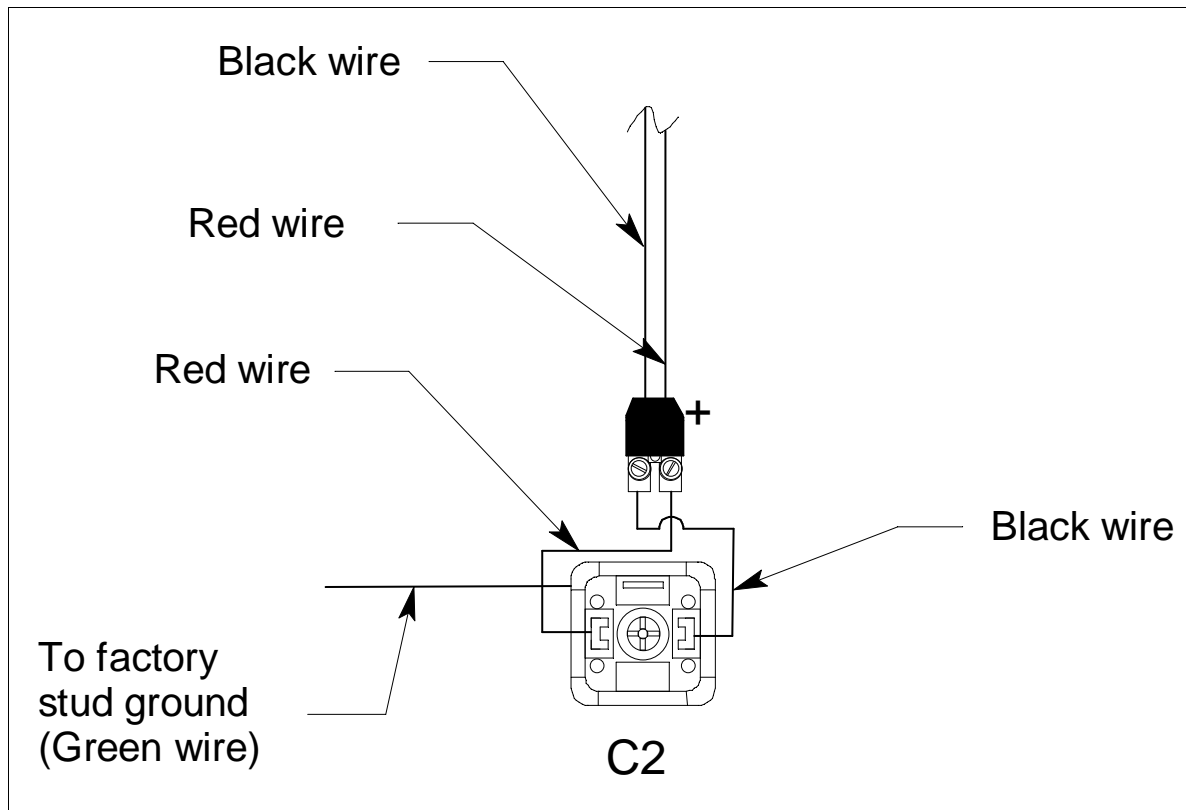 Black wire
Red wire
Red wire
+
Black wire
To factory
stud ground
(Green wire)
C2